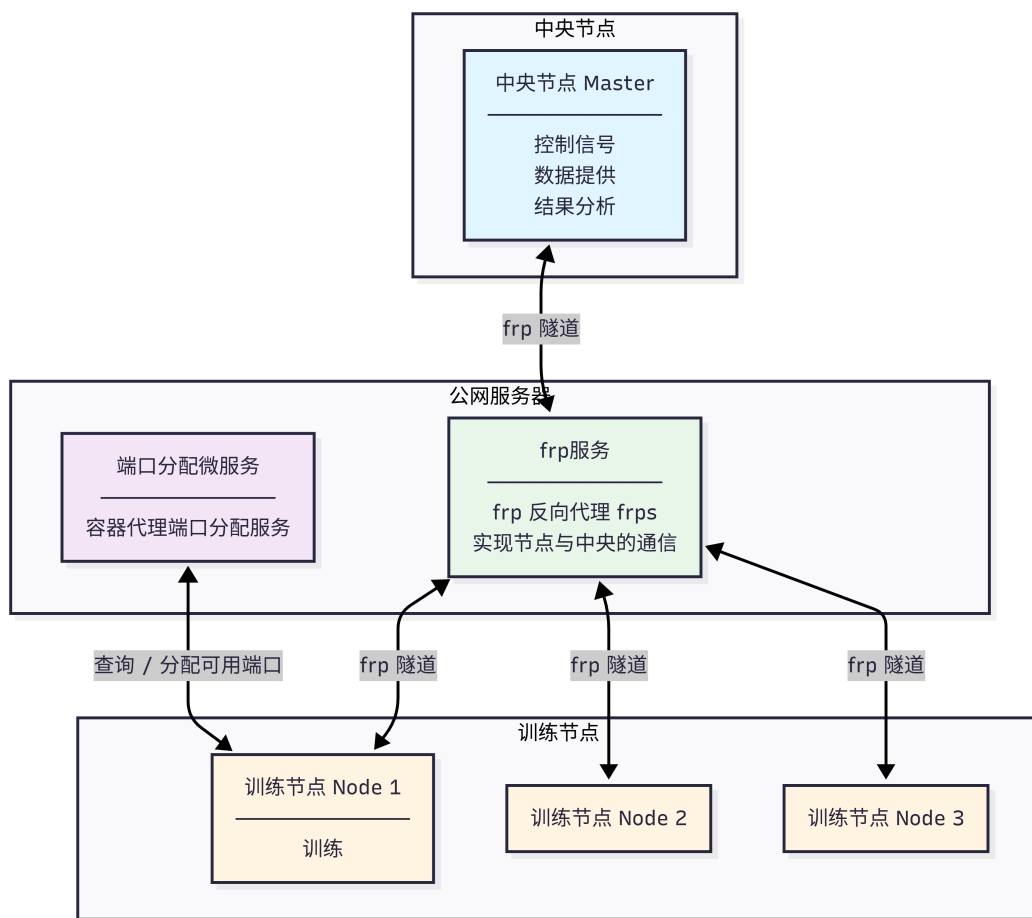 中央节点
中央节点 Master
控制信号
数据提供
结果分析
frp 隧道
公网服务器
端口分配微服务
容器代理端口分配服务
frp服务
frp 反向代理 frps
实现节点与中央的通信
查询 / 分配可用端口
frp 隧道
frp 隧道
frp 隧道
训练节点
训练节点 Node 1
训练
训练节点 Node 2
训练节点 Node 3